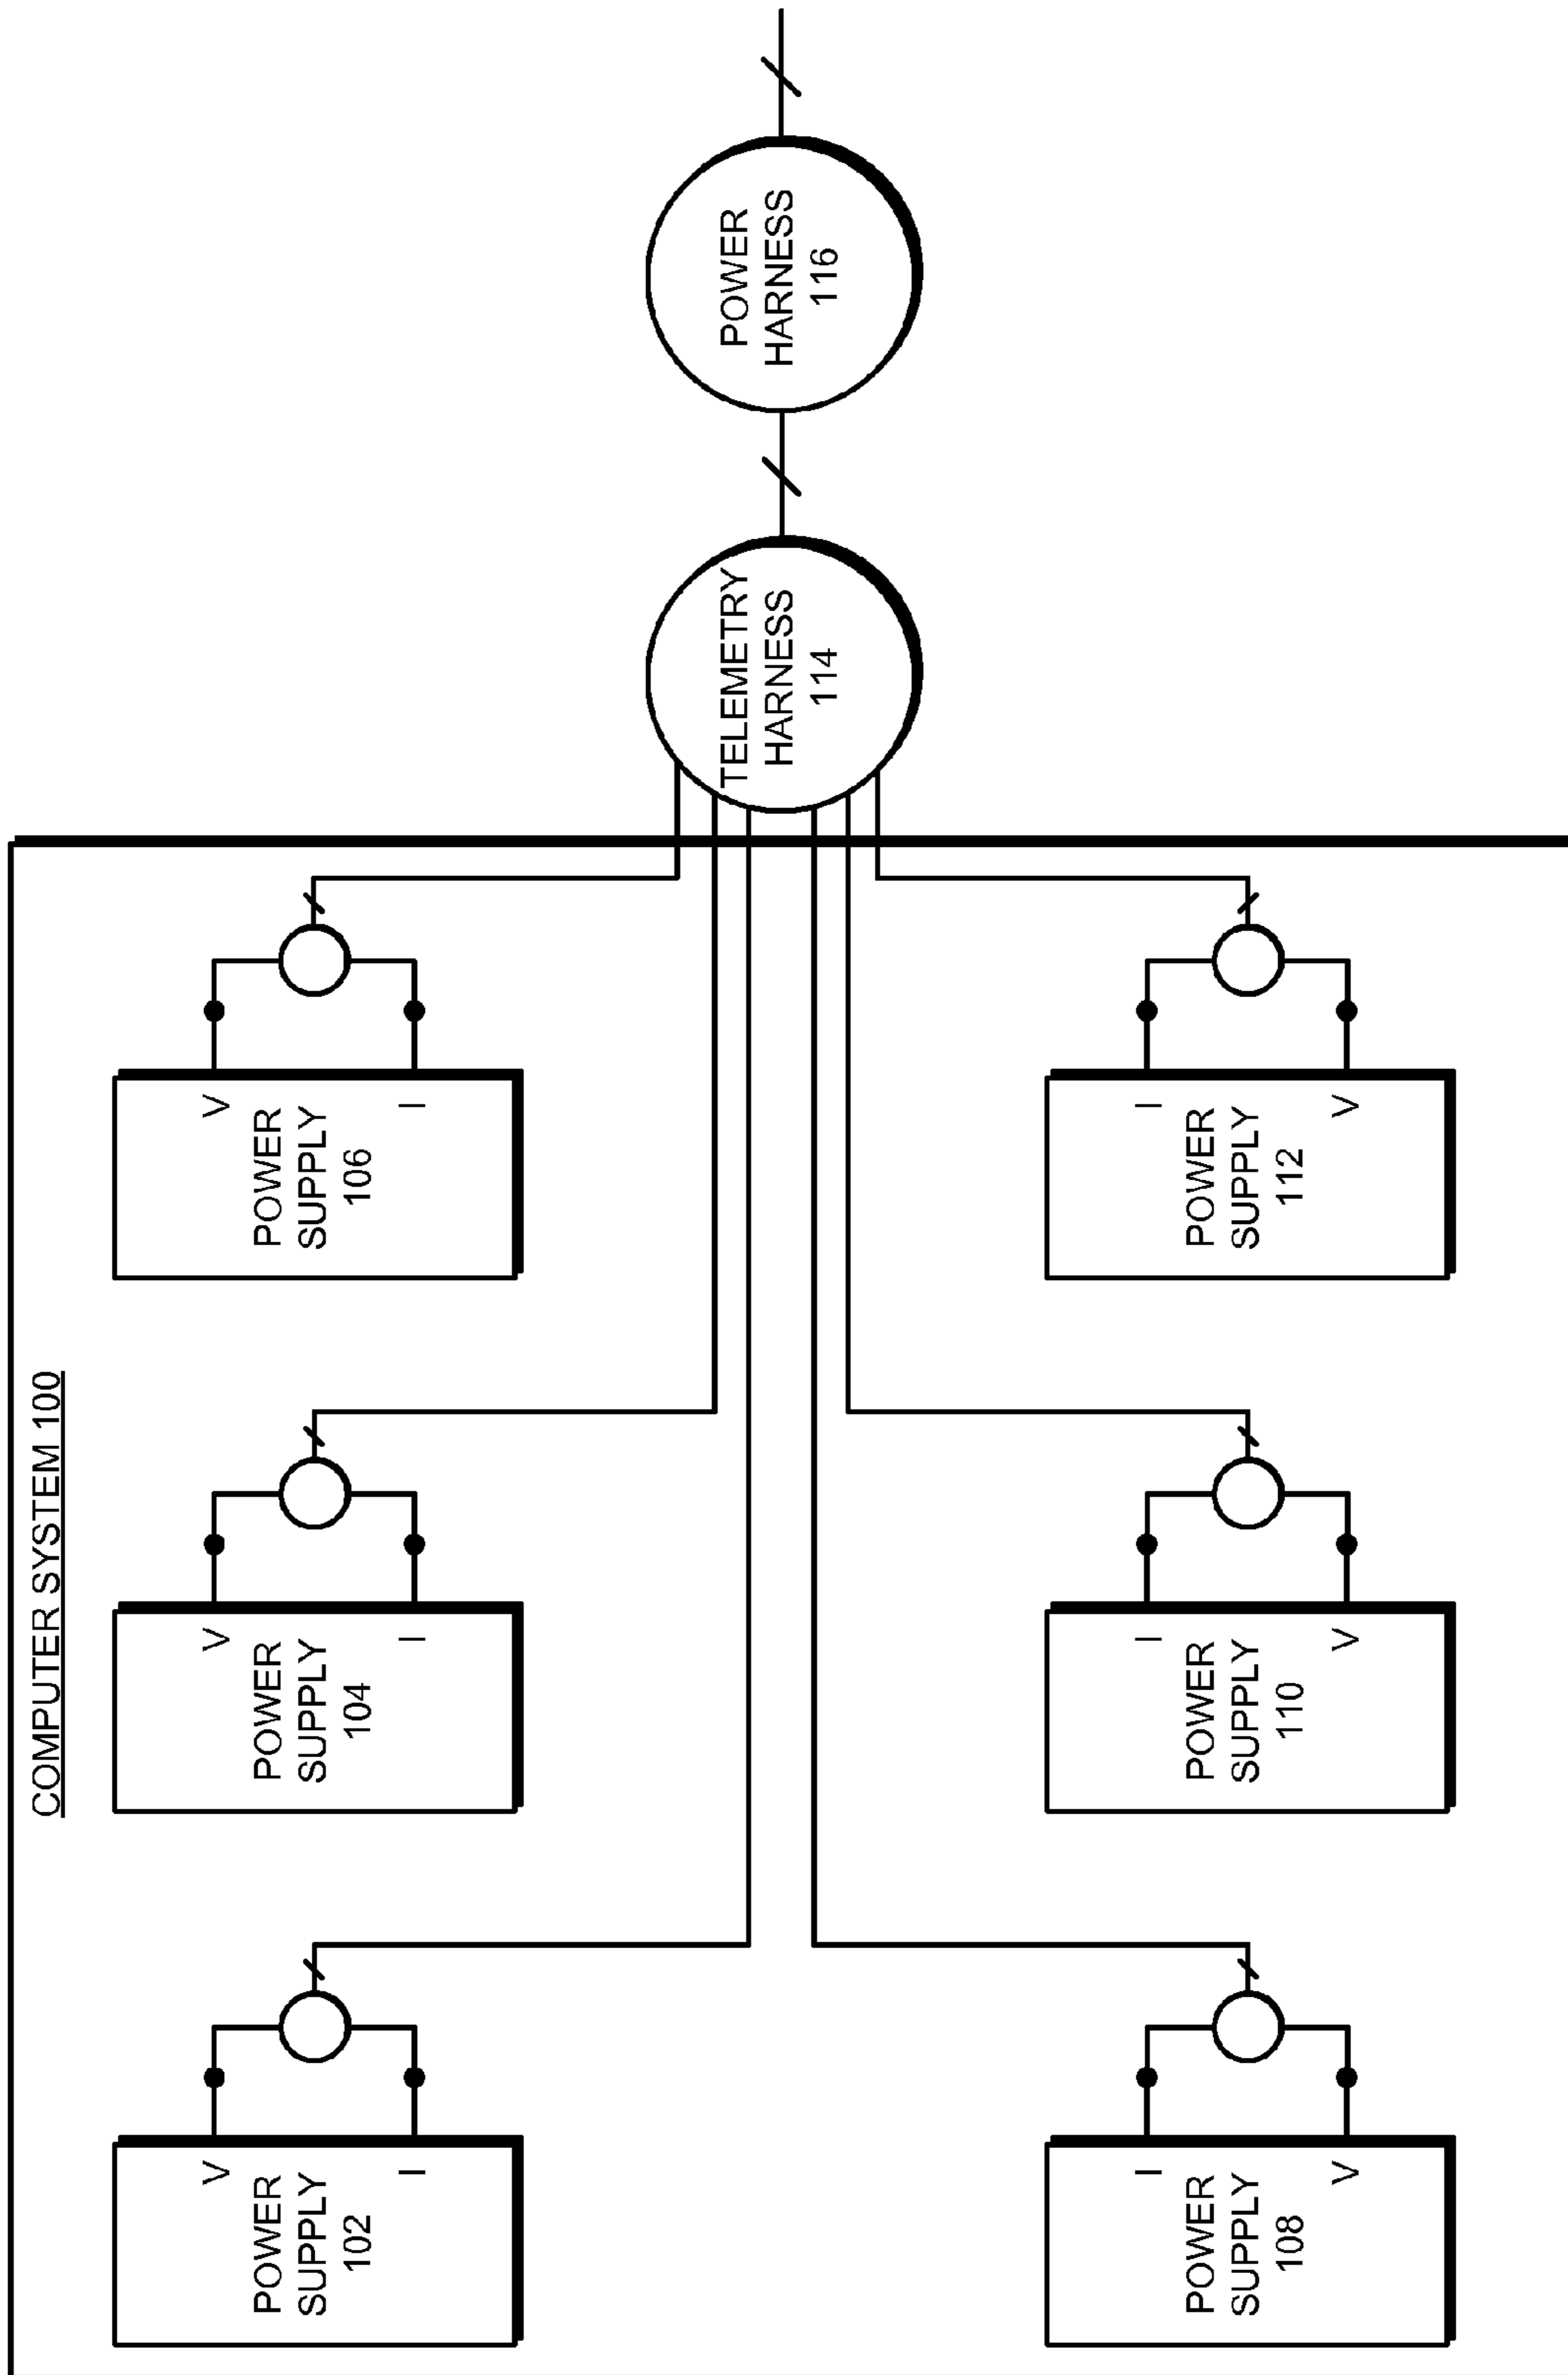 COMPUTER SYSTEM 100
V
POWER
SUPPLY
102
I
V
POWER
SUPPLY
104
I
V
POWER
SUPPLY
106
I
I
POWER
SUPPLY
108
V
I
POWER
SUPPLY
110
V
I
POWER
SUPPLY
112
V
TELEMETRY
HARNESS
114
POWER
HARNESS
116